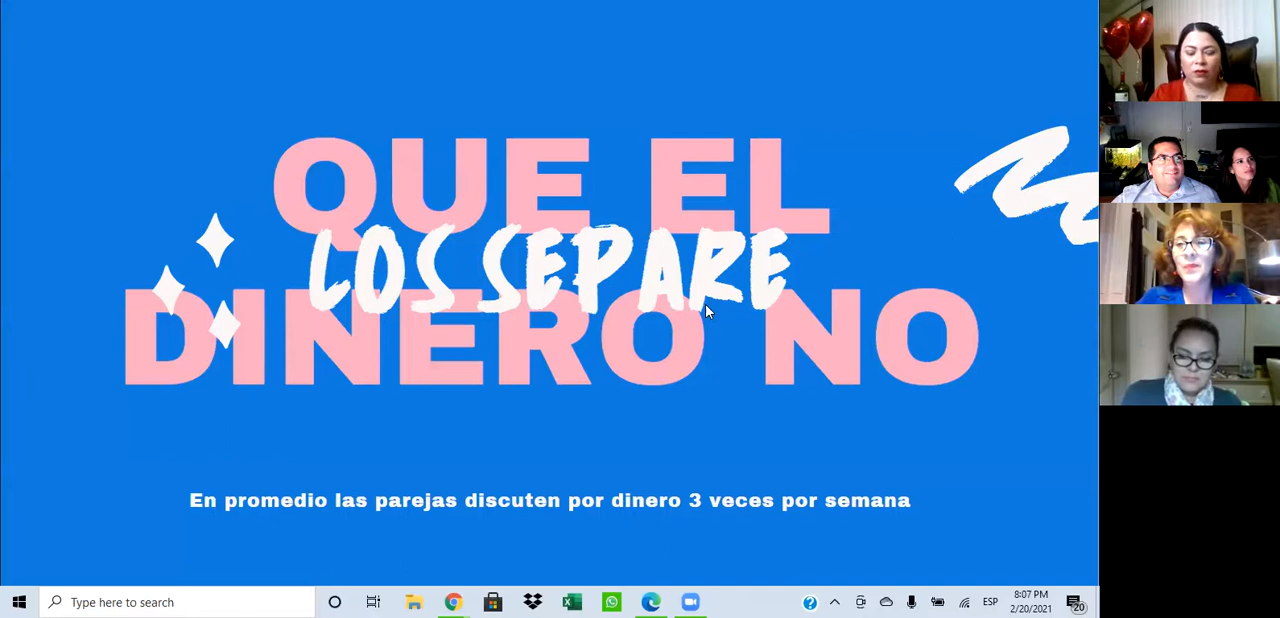 QUE EL
LOS SEPARE
DINERO NO
En promedio las parejas discuten por dinero 3 veces por semana
Type here to search
ESP
8:07 PM
2/20/2021
20